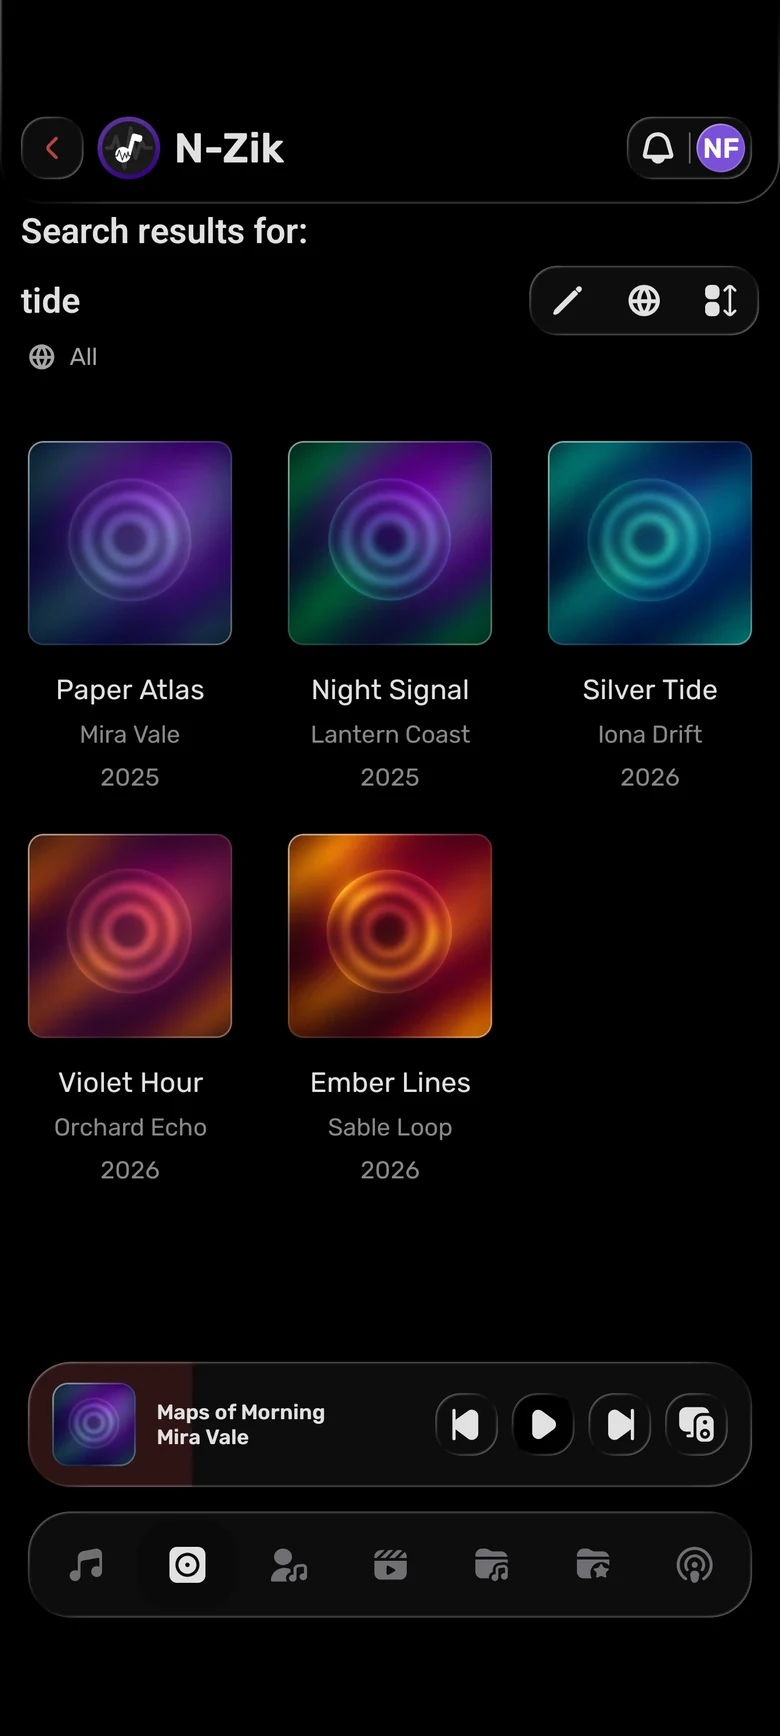 N-Zik
NF
Search results for:
tide
All
Paper Atlas
Mira Vale
2025
Night Signal
Lantern Coast
2025
Silver Tide
Iona Drift
2026
Violet Hour
Orchard Echo
2026
Ember Lines
Sable Loop
2026
Maps of Morning
Mira Vale